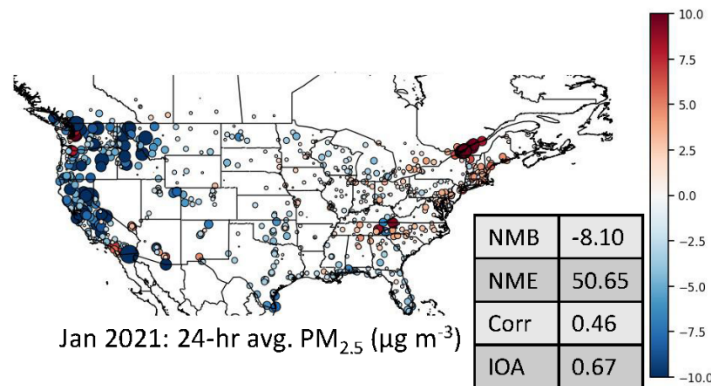 10.0
7.5
5.0
2.5
0.0
−2.5
−5.0
−7.5
−10.0
NMB -8.10
NME 50.65
Corr 0.46
IOA 0.67
Jan 2021: 24-hr avg. PM2.5 (µg m-3)